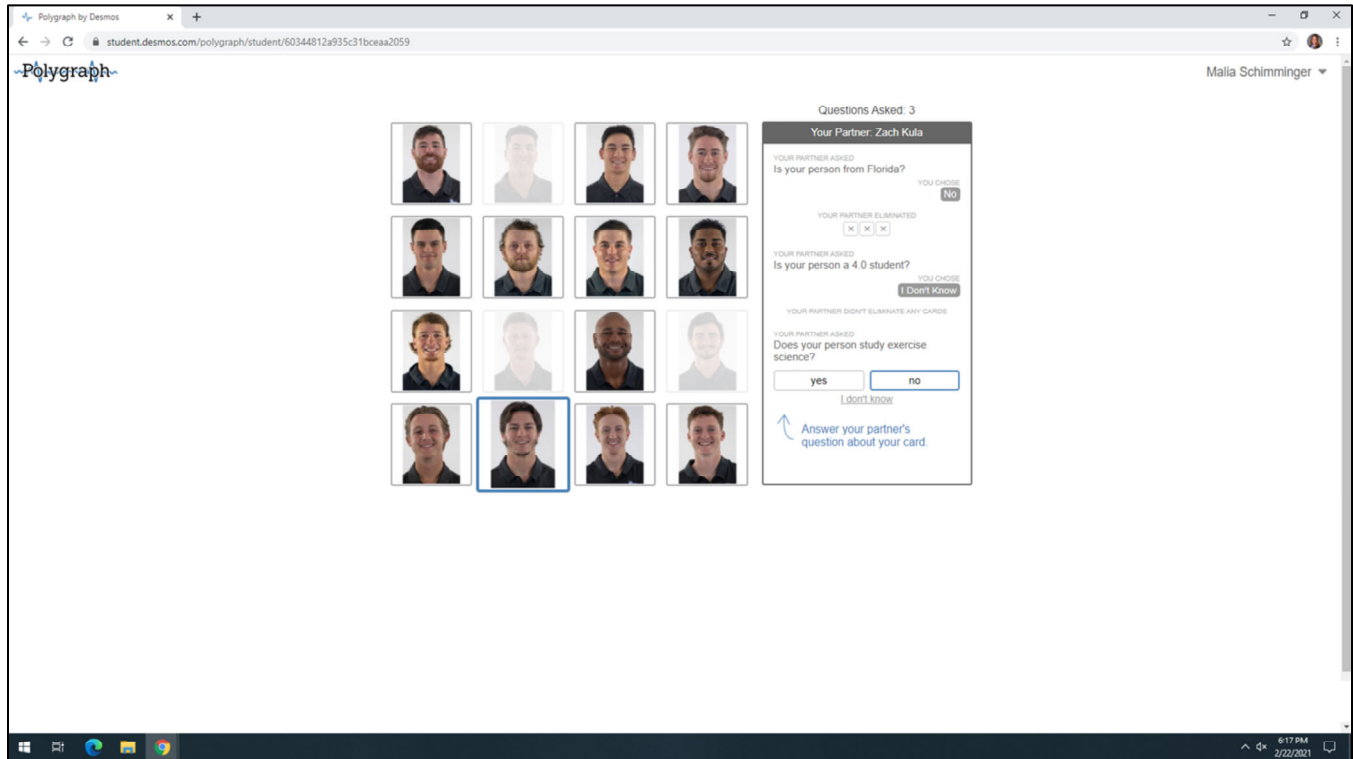 Polygraph by Desmos
student.desmos.com/polygraph/student/60344812a935c31bceaa2059
Polygraph
Malia Schimminger
Questions Asked: 3
Your Partner: Zach Kula
YOUR PARTNER ASKED
Is your person from Florida?
YOU CHOSE
No
YOUR PARTNER ELIMINATED
YOUR PARTNER ASKED
Is your person a 4.0 student?
YOU CHOSE
I Don't Know
YOUR PARTNER DIDN'T ELIMINATE ANY CARDS
YOUR PARTNER ASKED
Does your person study exercise
science?
yes no
I don't know
Answer your partner's
question about your card.
6:17 PM
2/22/2021